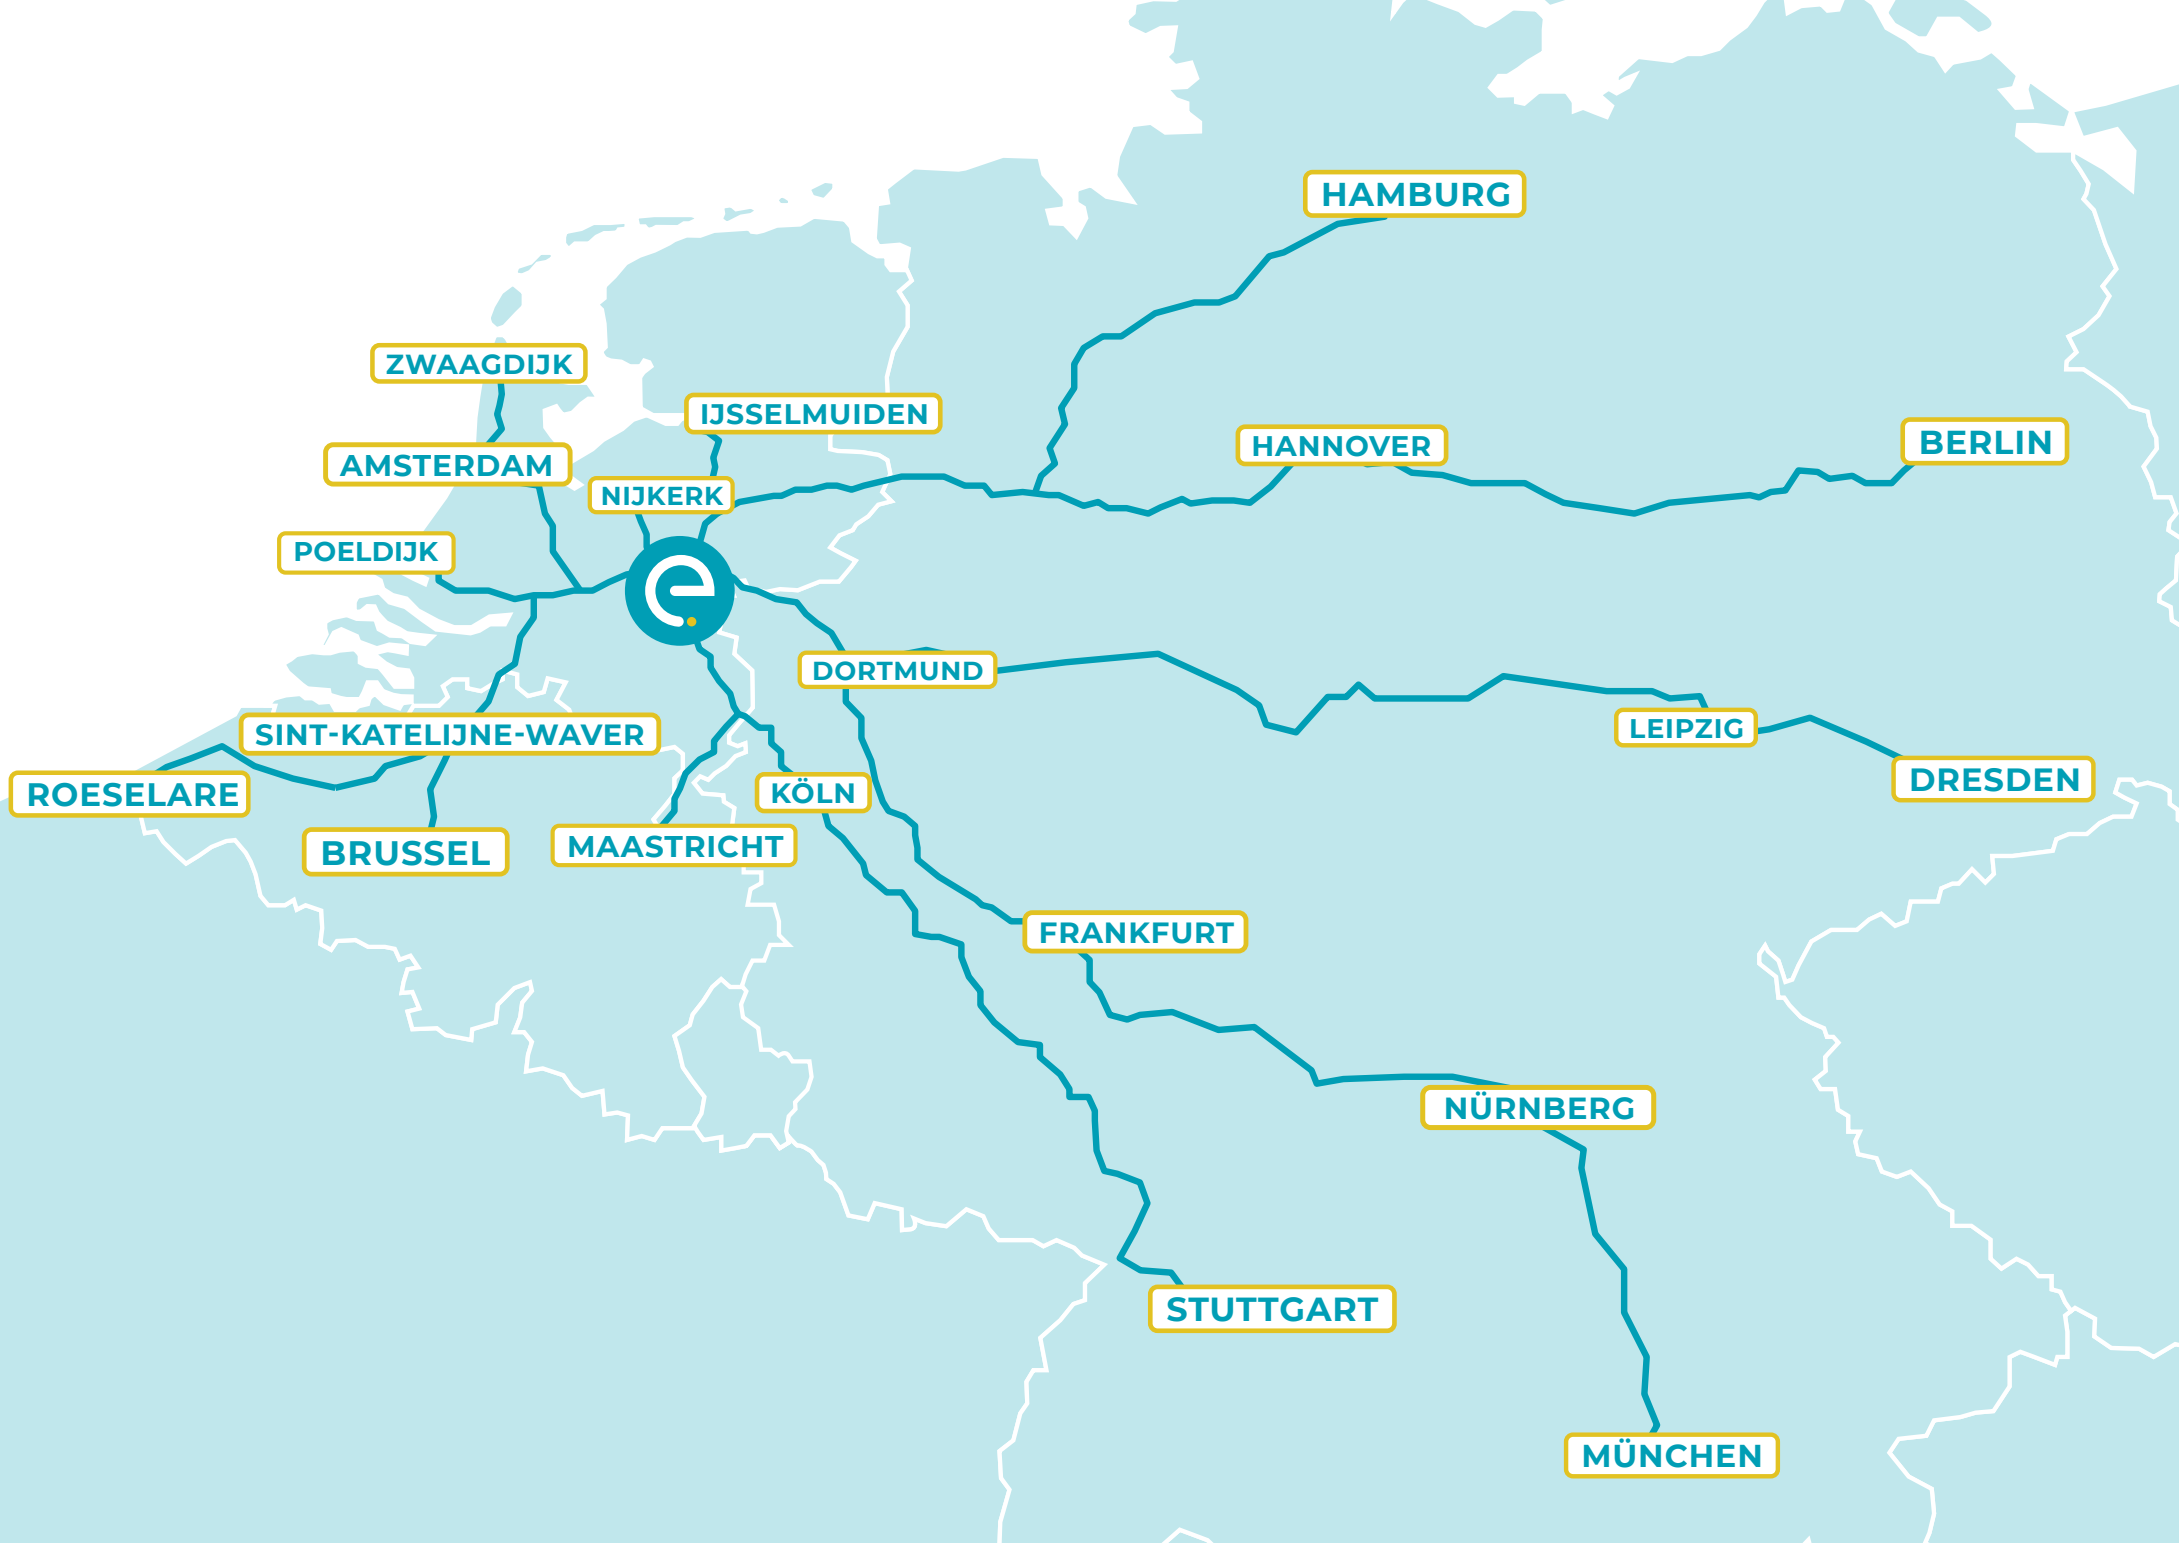 HAMBURG
ZWAAGDIJK
IJSSELMUIDEN
AMSTERDAM
HANNOVER
BERLIN
NIJKERK
POELDIJK
e.
DORTMUND
SINT-KATELIJNE-WAVER
LEIPZIG
ROESELARE
KÖLN
DRESDEN
BRUSSEL
MAASTRICHT
FRANKFURT
NÜRNBERG
STUTTGART
MÜNCHEN